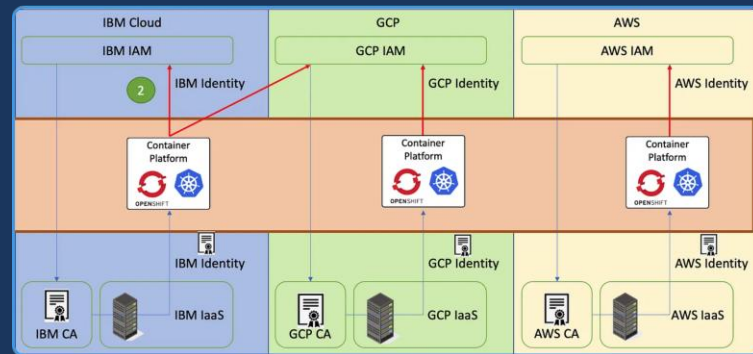 IBM Cloud
GCP
AWS
IBM IAM
GCP IAM
AWS IAM
2
IBM Identity
GCP Identity
AWS Identity
Container
Platform
OPENSHIFT
Container
Platform
OPENSHIFT
Container
Platform
OPENSHIFT
IBM Identity
GCP Identity
AWS Identity
IBM CA
IBM IaaS
GCP CA
GCP IaaS
AWS CA
AWS IaaS